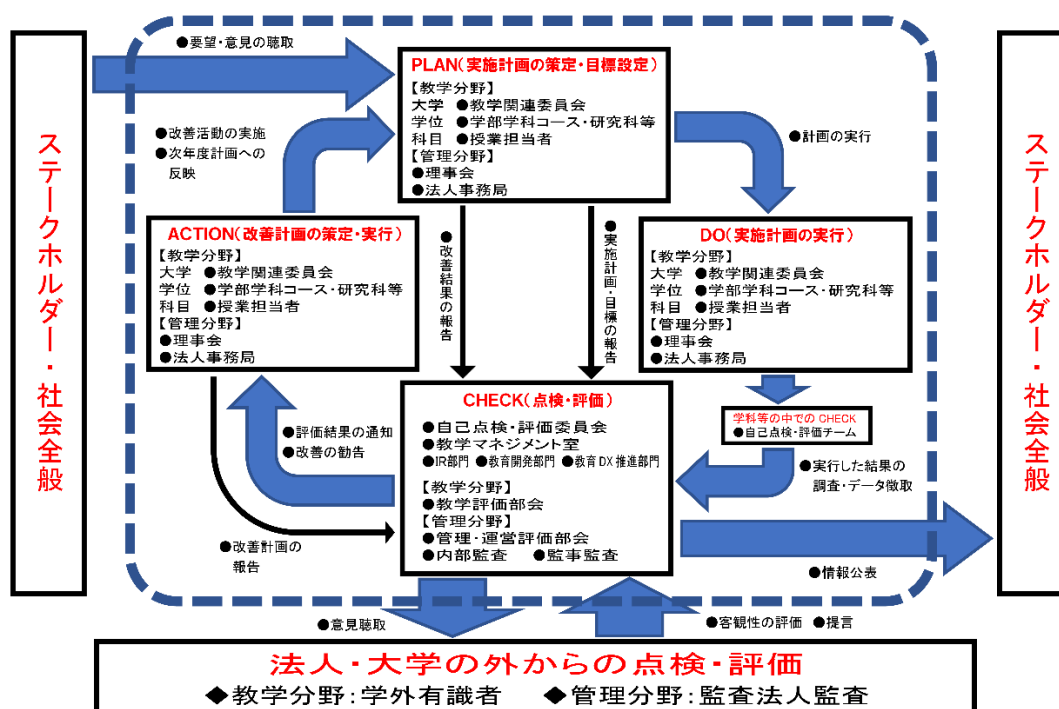 ●要望・意見の聴取
PLAN(実施計画の策定・目標設定)
【教学分野】
大学 ●教学関連委員会
学位 ●学部学科コース・研究科等
科目 ●授業担当者
【管理分野】
●理事会
●法人事務局
ステークホルダー・社会全般
●改善活動の実施
●次年度計画への
反映
●計画の実行
ステークホルダー・社会全般
ACTION(改善計画の策定・実行)
【教学分野】
大学 ●教学関連委員会
学位 ●学部学科コース・研究科等
科目 ●授業担当者
【管理分野】
●理事会
●法人事務局
●改善結果の報告
●実施計画・目標の報告
DO(実施計画の実行)
【教学分野】
大学 ●教学関連委員会
学位 ●学部学科コース・研究科等
科目 ●授業担当者
【管理分野】
●理事会
●法人事務局
CHECK(点検・評価)
●自己点検・評価委員会
●教学マネジメント室
●IR部門 ●教育開発部門 ●教育DX推進部門
【教学分野】
●教学評価部会
【管理分野】
●管理・運営評価部会
●内部監査 ●監事監査
学科等の中でのCHECK
●自己点検・評価チーム
●評価結果の通知
●改善の勧告
●実行した結果の
調査・データ徴取
●改善計画の
報告
●情報公表
●意見聴取
●客観性の評価 ●提言
法人・大学の外からの点検・評価
◆教学分野:学外有識者 ◆管理分野:監査法人監査